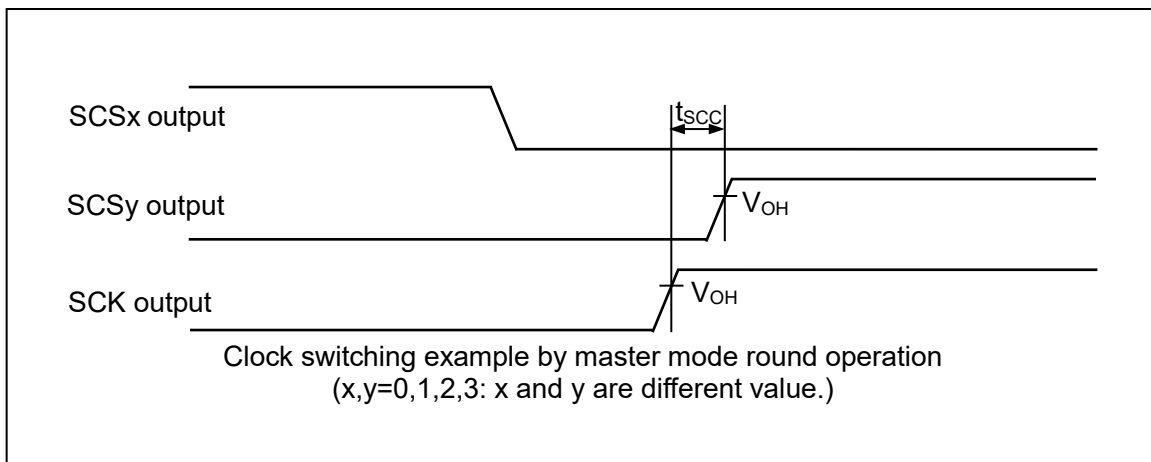 SCSx output
tSCC
SCSy output
VOH
SCK output
VOH
Clock switching example by master mode round operation
(x,y=0,1,2,3: x and y are different value.)